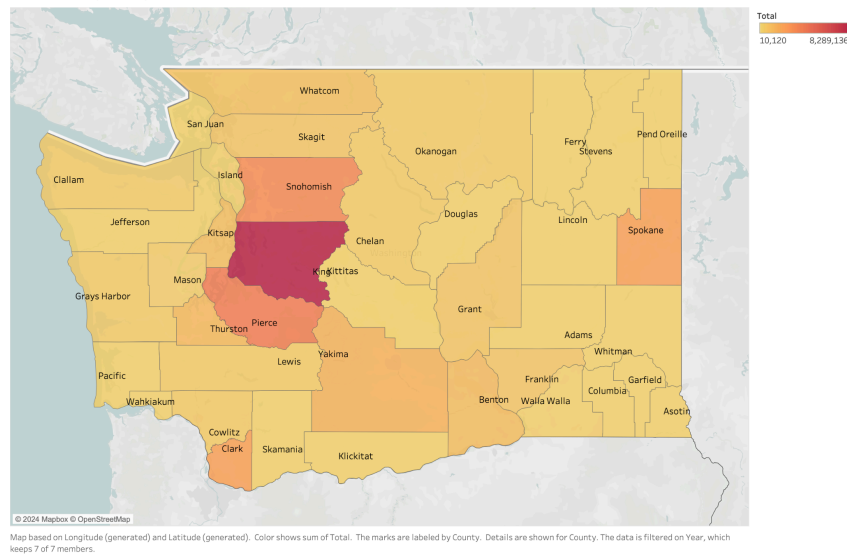 Total
10,120 8,289,136
Whatcom
San Juan
Skagit
Okanogan
Ferry
Stevens
Pend Oreille
Clallam
Island
Snohomish
Jefferson
Kitsap
Douglas
Lincoln
Spokane
Chelan
King
Kittitas
Mason
Grays Harbor
Grant
Thurston
Pierce
Adams
Whitman
Lewis
Yakima
Pacific
Franklin
Garfield
Columbia
Wahkiakum
Benton
Walla Walla
Asotin
Cowlitz
Clark
Skamania
Klickitat
© 2024 Mapbox © OpenStreetMap
Map based on Longitude (generated) and Latitude (generated). Color shows sum of Total. The marks are labeled by County. Details are shown for County. The data is filtered on Year, which
keeps 7 of 7 members.